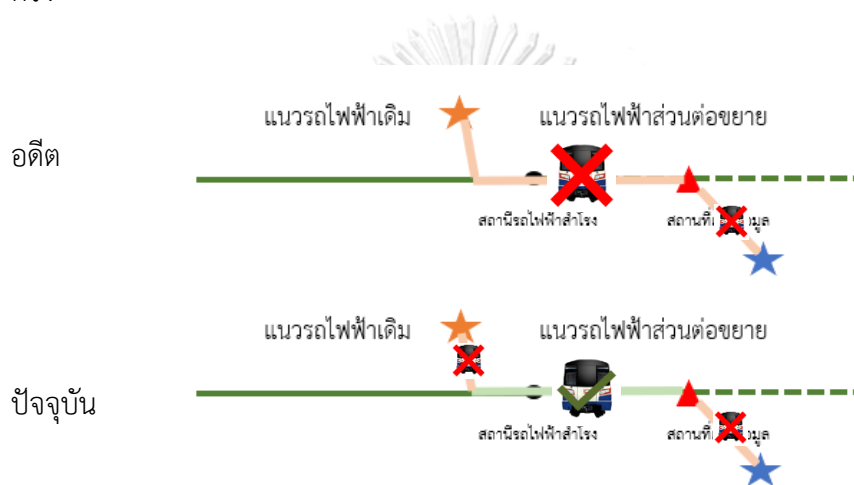 แนวรถไฟฟ้าเดิม แนวรถไฟฟ้าส่วนต่อขยาย
อดีต
สถานีรถไฟฟ้าสำโรง
แนวรถไฟฟ้าเดิม แนวรถไฟฟ้าส่วนต่อขยาย
ปัจจุบัน
สถานีรถไฟฟ้าสำโรง